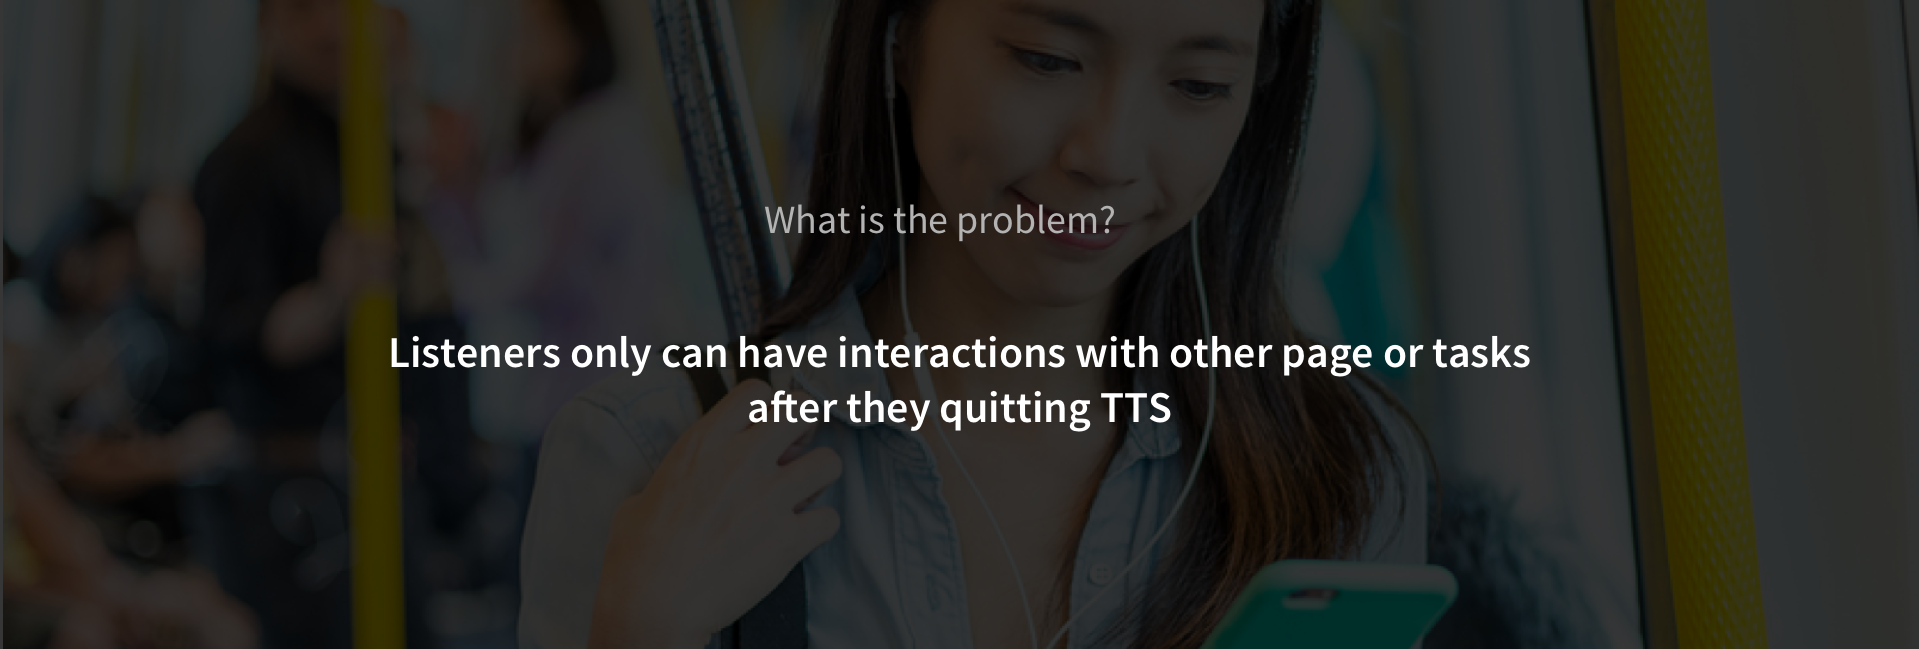 What is the problem?
Listeners only can have interactions with other page or tasks
after they quitting TTS